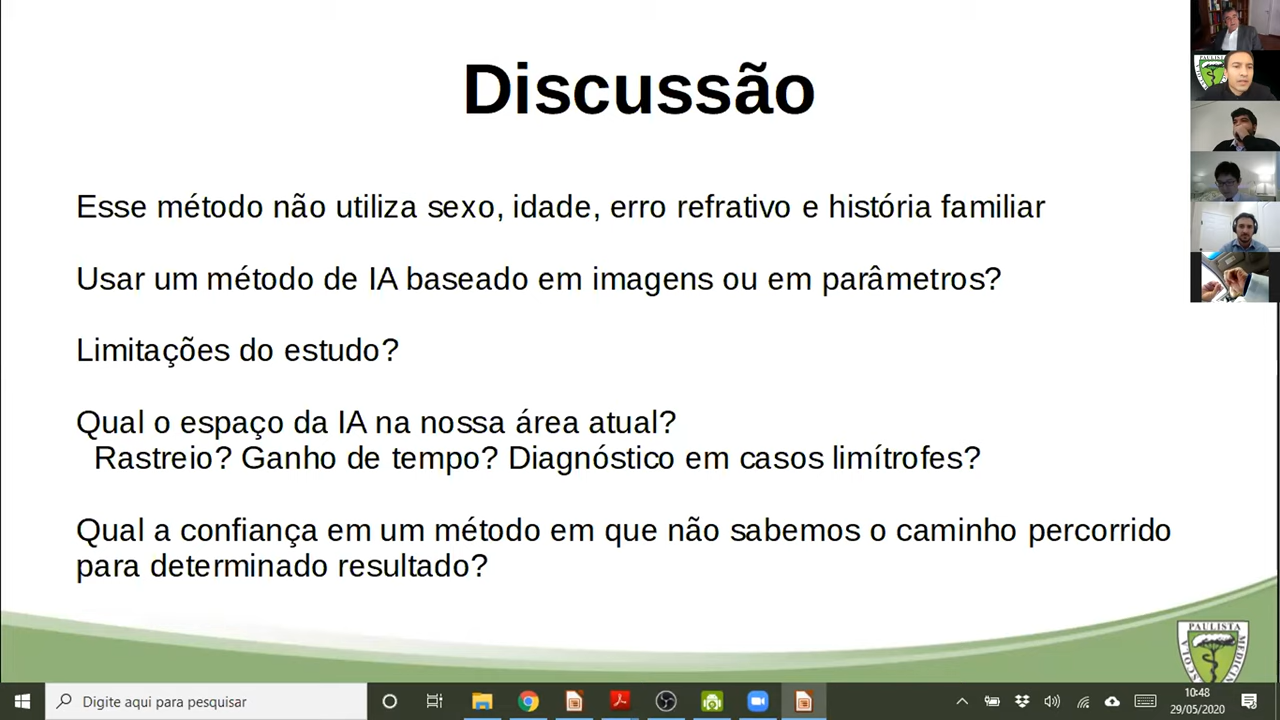 Discussão
Esse método não utiliza sexo, idade, erro refrativo e história familiar
Usar um método de IA baseado em imagens ou em parâmetros?
Limitações do estudo?
Qual o espaço da IA na nossa área atual?
Rastreio? Ganho de tempo? Diagnóstico em casos limítrofes?
Qual a confiança em um método em que não sabemos o caminho percorrido
para determinado resultado?
PAULISTA
MEDICINA
ESCOLA
Digite aqui para pesquisar
10:48
29/05/2020